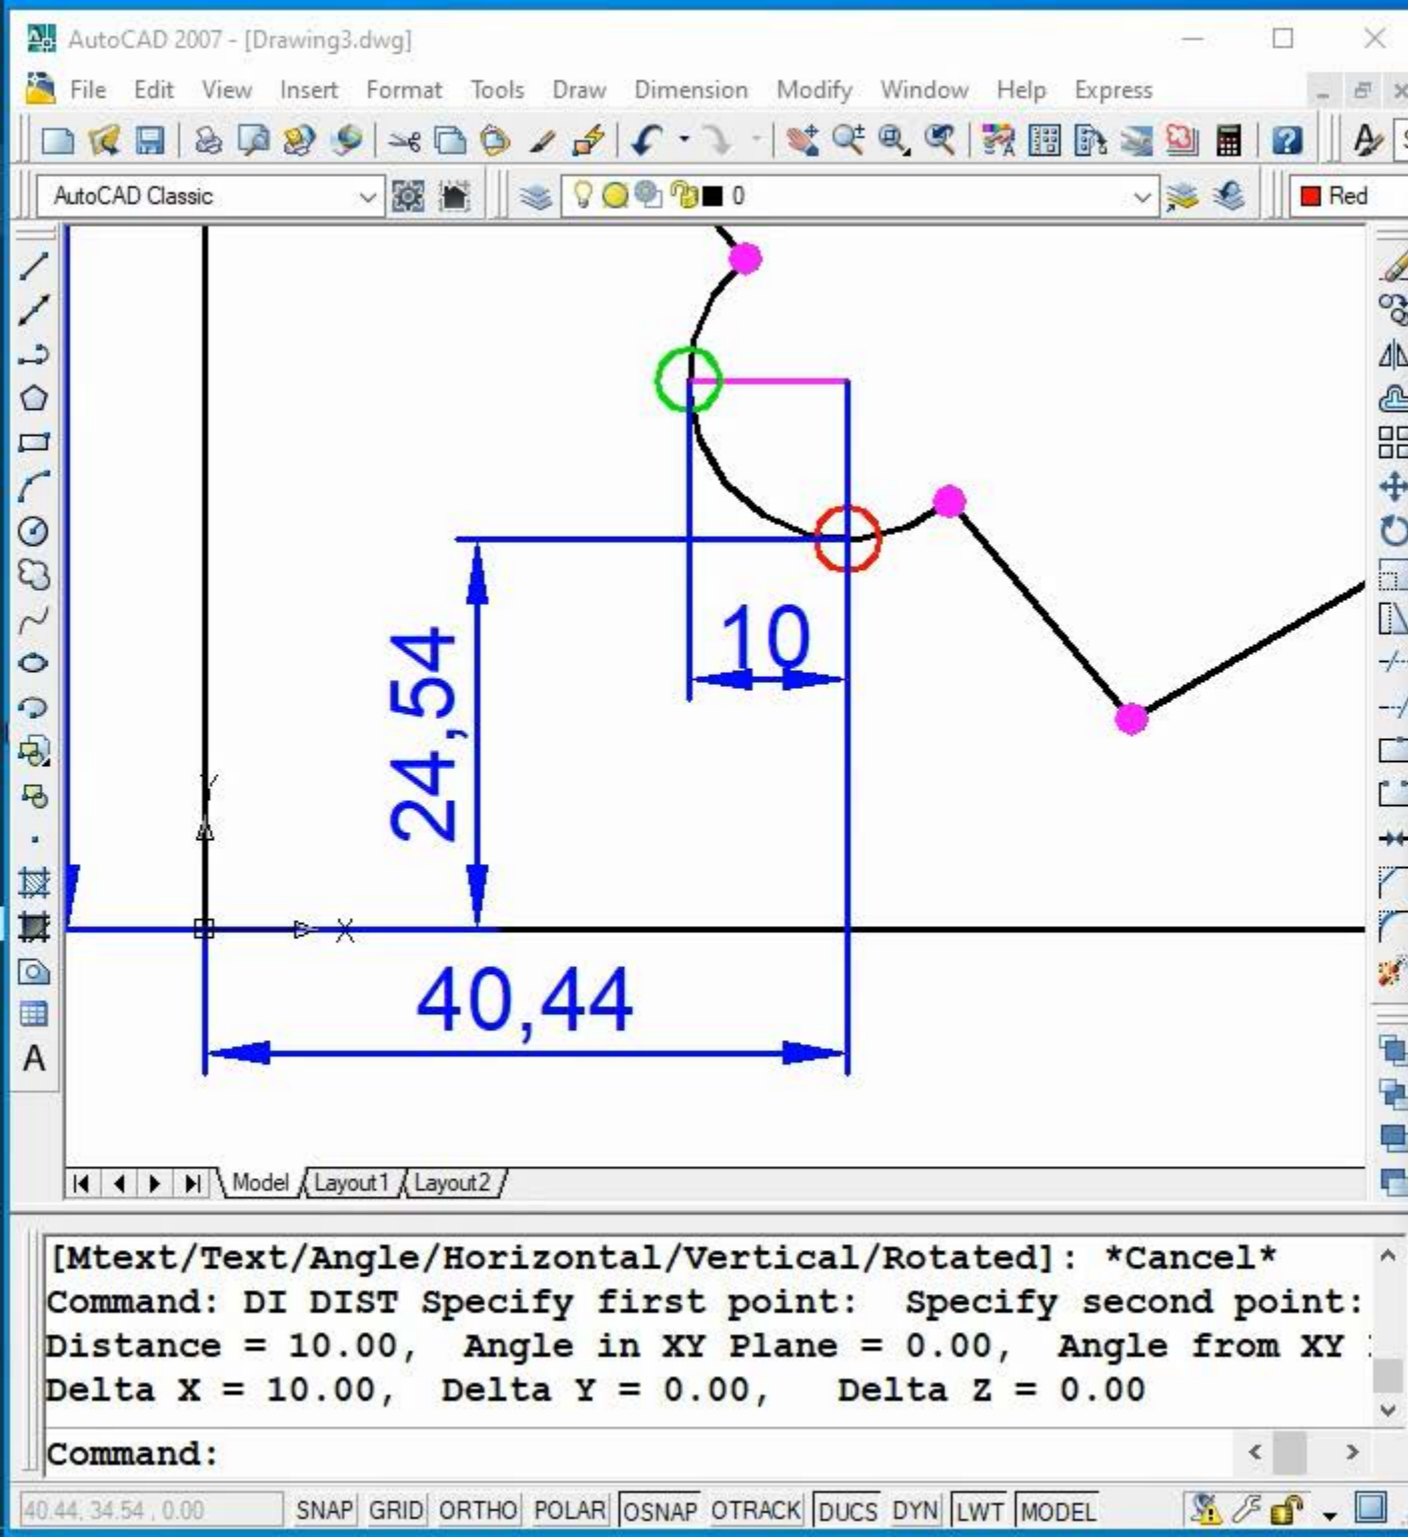 AutoCAD 2007 - [Drawing3.dwg]
File Edit View Insert Format Tools Draw Dimension Modify Window Help Express
AutoCAD Classic 0 Red
10
24,54
Y
X
40,44
A
Model Layout1 Layout2
[Mtext/Text/Angle/Horizontal/Vertical/Rotated]: *Cancel*
Command: DI DIST Specify first point: Specify second point:
Distance = 10.00, Angle in XY Plane = 0.00, Angle from XY
Delta X = 10.00, Delta Y = 0.00, Delta Z = 0.00
Command:
40.44, 34.54 , 0.00 SNAP GRID ORTHO POLAR OSNAP OTRACK DUCS DYN LWT MODEL